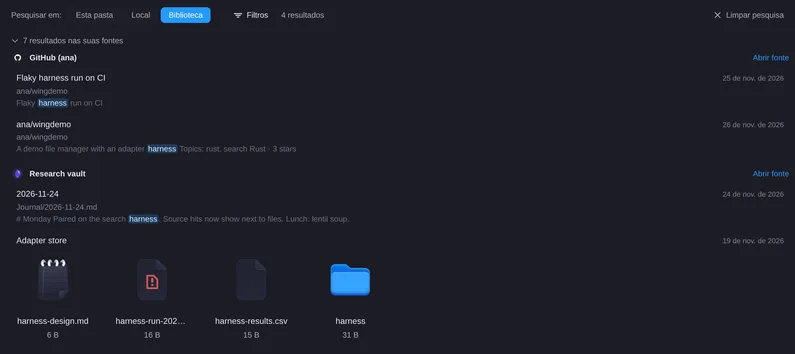 Pesquisar em: Esta pasta Local Biblioteca Filtros 4 resultados Limpar pesquisa
7 resultados nas suas fontes
GitHub (ana) Abrir fonte
Flaky harness run on CI 25 de nov. de 2026
ana/wingdemo
Flaky harness run on CI
ana/wingdemo 26 de nov. de 2026
ana/wingdemo
A demo file manager with an adapter harness Topics: rust, search Rust · 3 stars
Research vault Abrir fonte
2026-11-24 24 de nov. de 2026
Journal/2026-11-24.md
# Monday Paired on the search harness. Source hits now show next to files. Lunch: lentil soup.
Adapter store 19 de nov. de 2026
harness-design.md harness-run-202… harness-results.csv harness
6 B 16 B 15 B 31 B